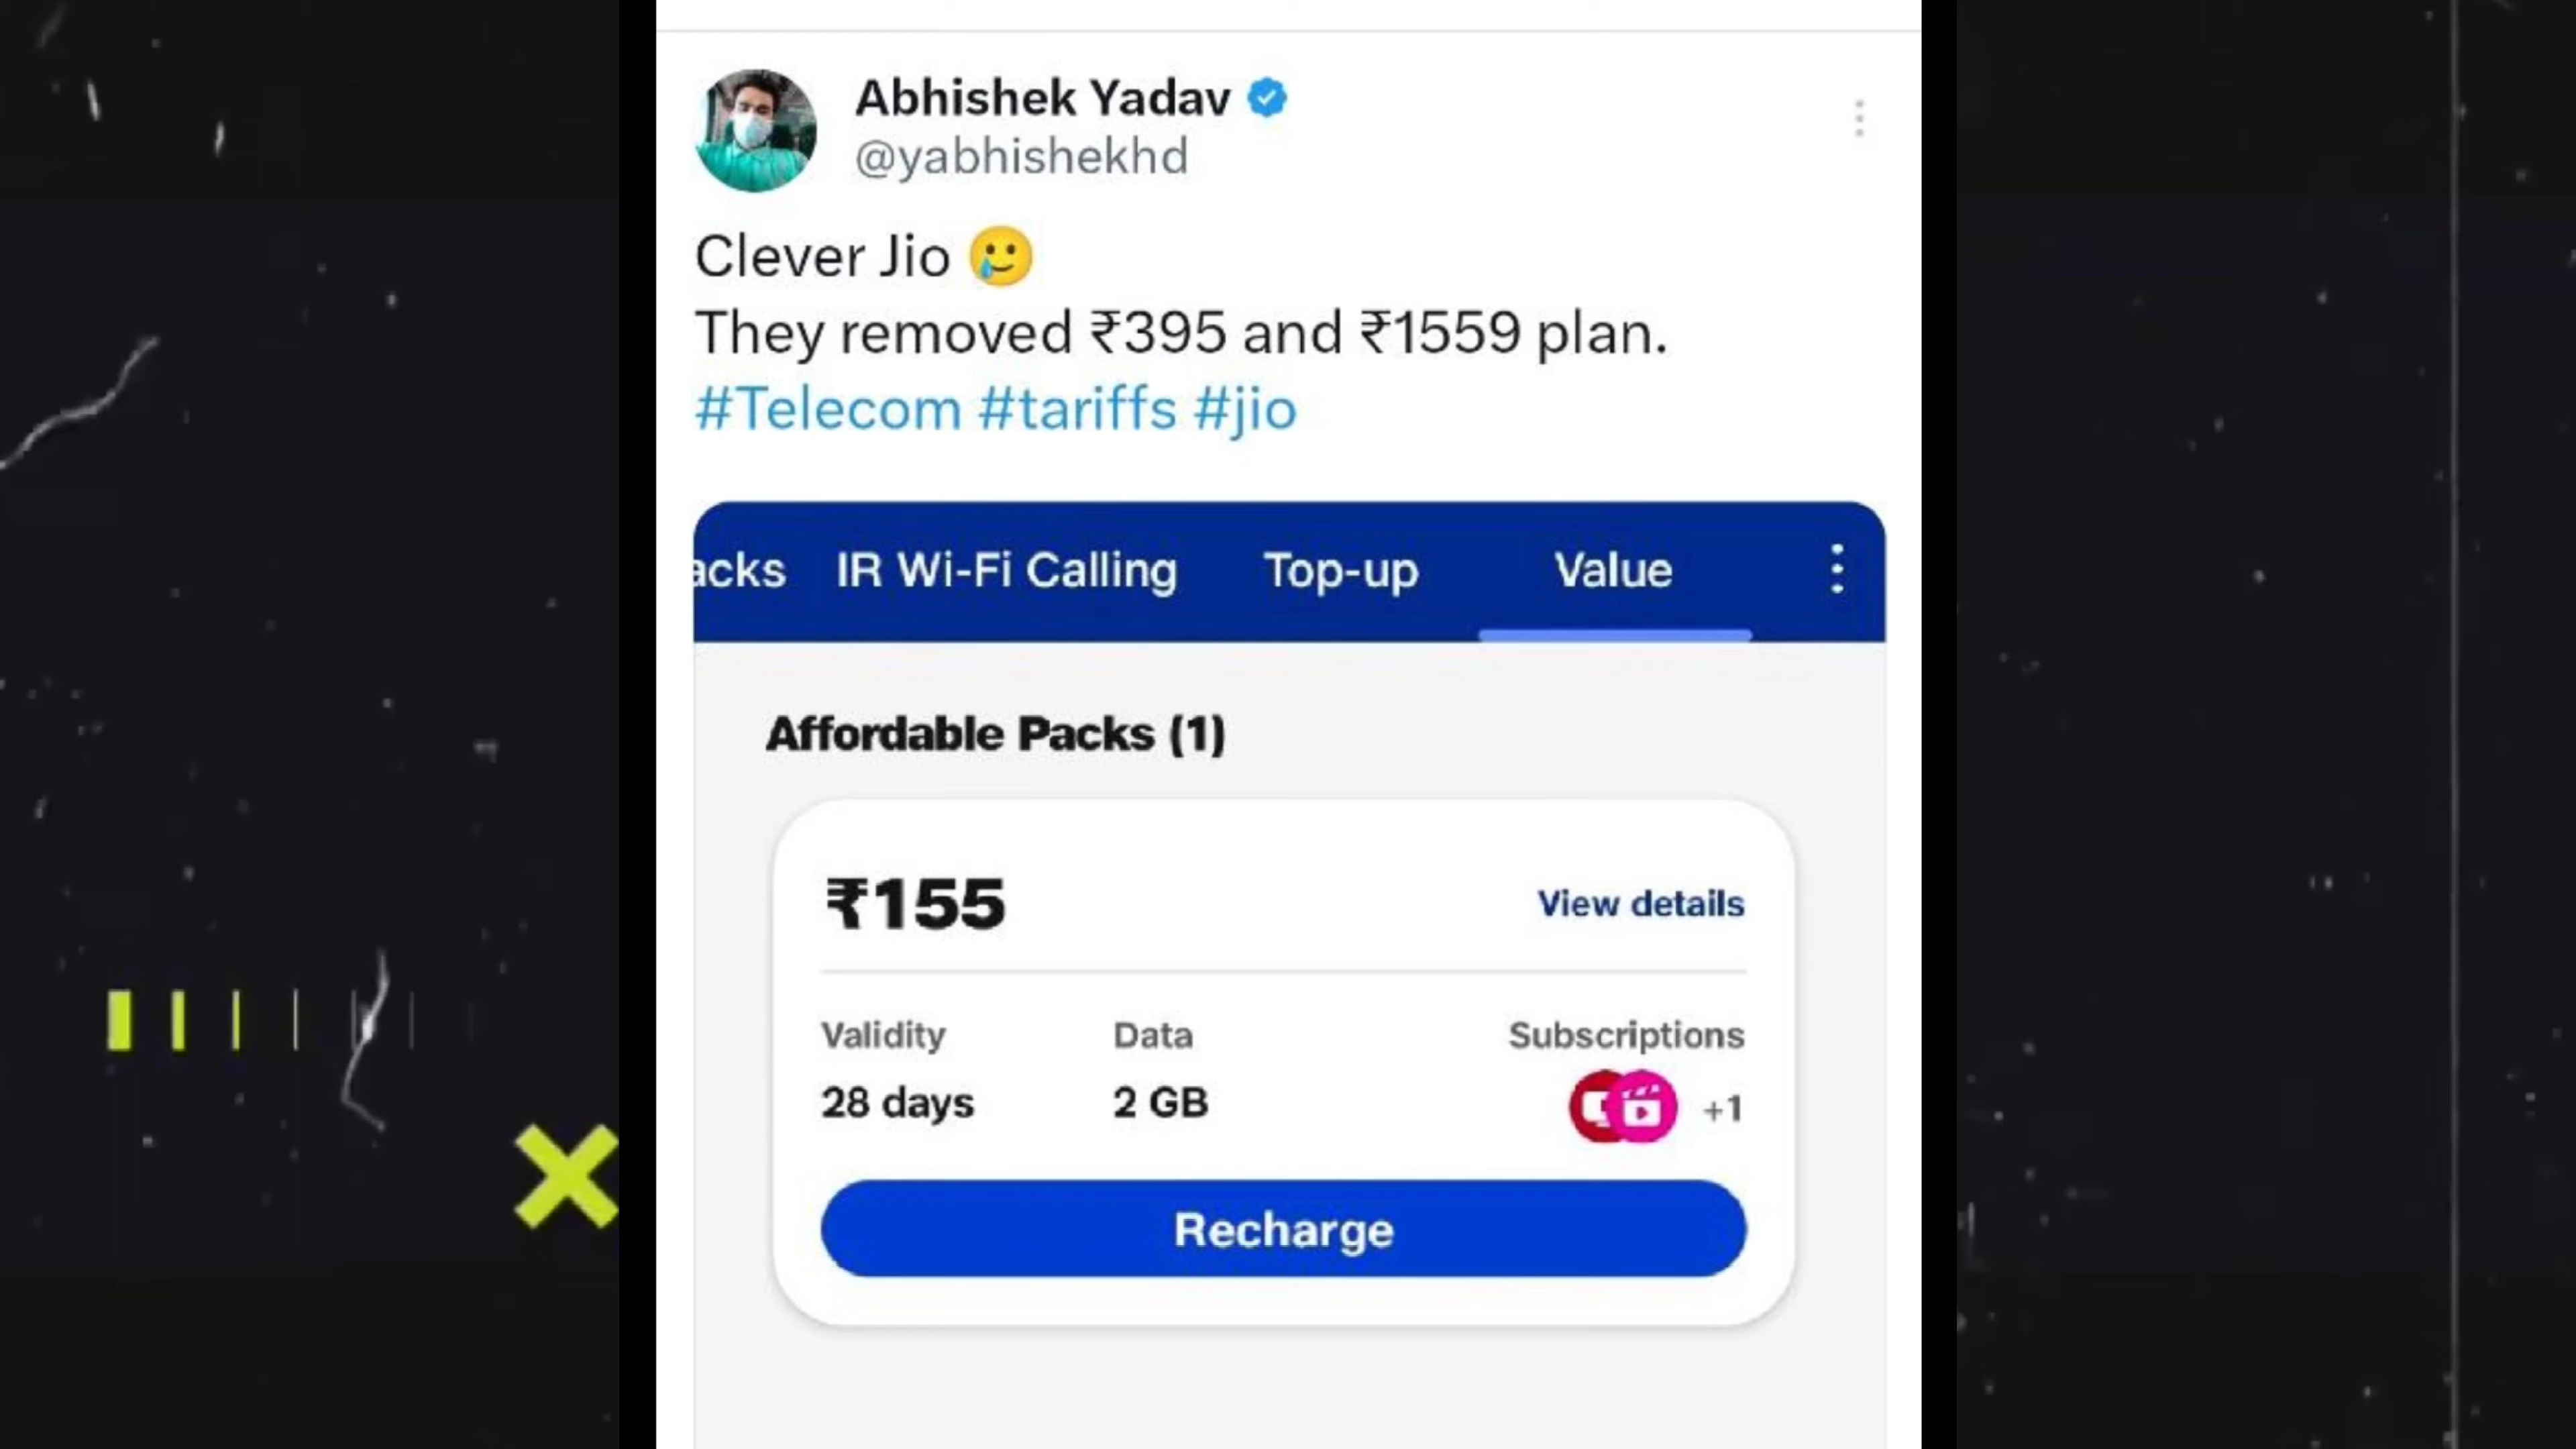 Abhishek Yadav
@yabhishekhd
Clever Jio 🥲
They removed ₹395 and ₹1559 plan.
#Telecom #tariffs #jio
acks IR Wi-Fi Calling Top-up Value
Affordable Packs (1)
₹155 View details
Validity Data Subscriptions
28 days 2 GB +1
Recharge